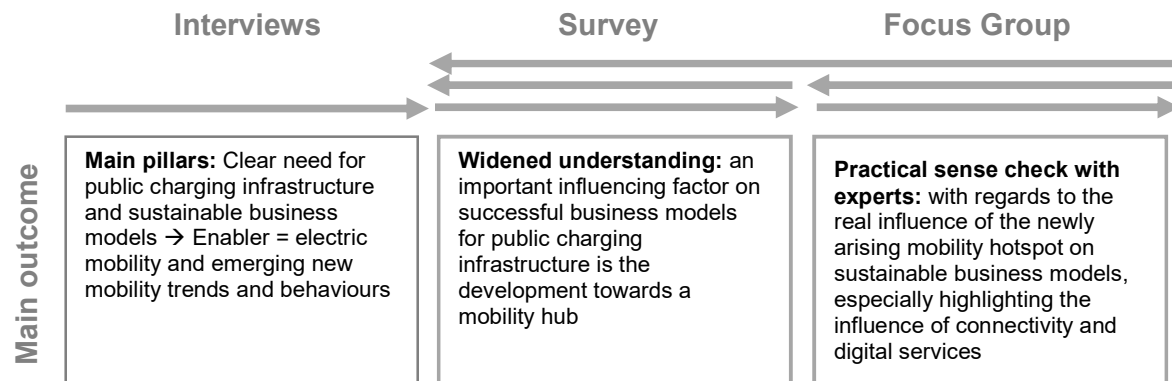 Interviews
Survey
Focus Group
Main outcome
Main pillars: Clear need for
public charging infrastructure
and sustainable business
models → Enabler = electric
mobility and emerging new
mobility trends and behaviours
Widened understanding: an
important influencing factor on
successful business models
for public charging
infrastructure is the
development towards a
mobility hub
Practical sense check with
experts: with regards to the
real influence of the newly
arising mobility hotspot on
sustainable business models,
especially highlighting the
influence of connectivity and
digital services